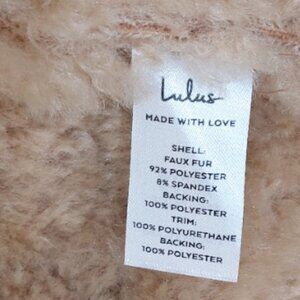 Lulus
MADE WITH LOVE
SHELL:
FAUX FUR
92% POLYESTER
8% SPANDEX
BACKING:
100% POLYESTER
TRIM:
100% POLYURETHANE
BACKING:
100% POLYESTER